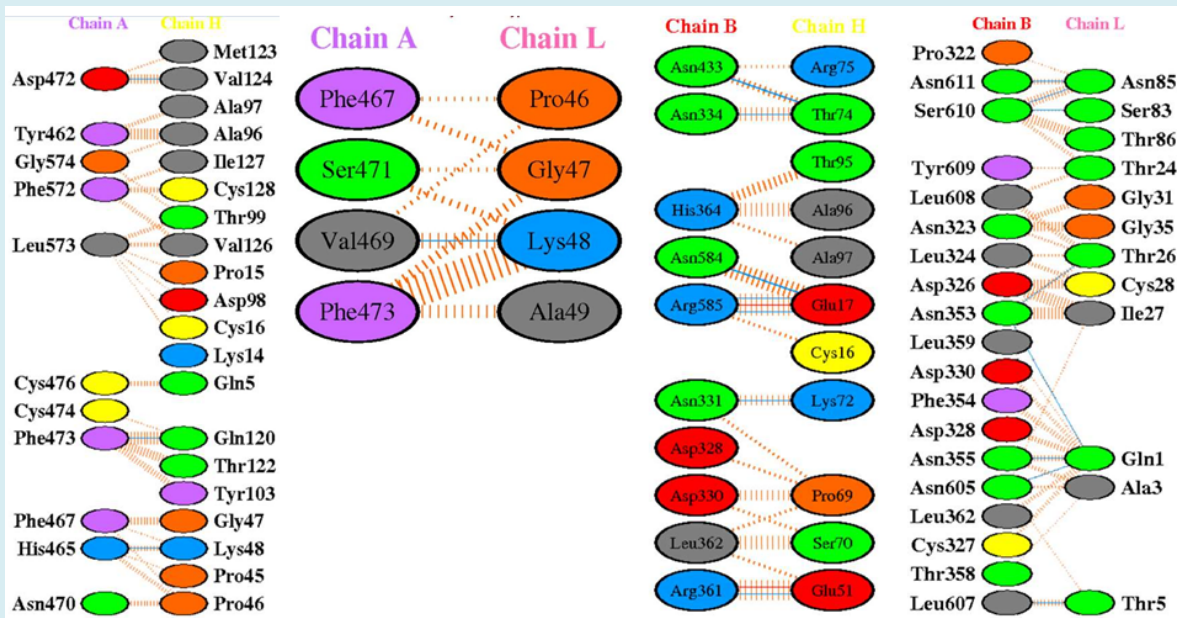 Chain A Chain H
Met123
Asp472 Val124
Ala97
Tyr462 Ala96
Gly574 Ile127
Phe572 Cys128
Thr99
Leu573 Val126
Pro15
Asp98
Cys16
Lys14
Cys476 Gln5
Cys474
Phe473 Gln120
Thr122
Tyr103
Phe467 Gly47
His465 Lys48
Pro45
Asn470 Pro46
Chain A Chain L
Phe467 Pro46
Ser471 Gly47
Val469 Lys48
Phe473 Ala49
Chain B Chain H
Asn433 Arg75
Asn334 Thr74
Thr95
His364 Ala96
Asn584 Ala97
Arg585 Glu17
Cys16
Asn331 Lys72
Asp328
Asp330 Pro69
Leu362 Ser70
Arg361 Glu51
Chain B Chain L
Pro322
Asn611 Asn85
Ser610 Ser83
Thr86
Tyr609 Thr24
Leu608 Gly31
Asn323 Gly35
Leu324 Thr26
Asp326 Cys28
Asn353 Ile27
Leu359
Asp330
Phe354
Asp328
Asn355 Gln1
Asn605 Ala3
Leu362
Cys327
Thr358
Leu607 Thr5